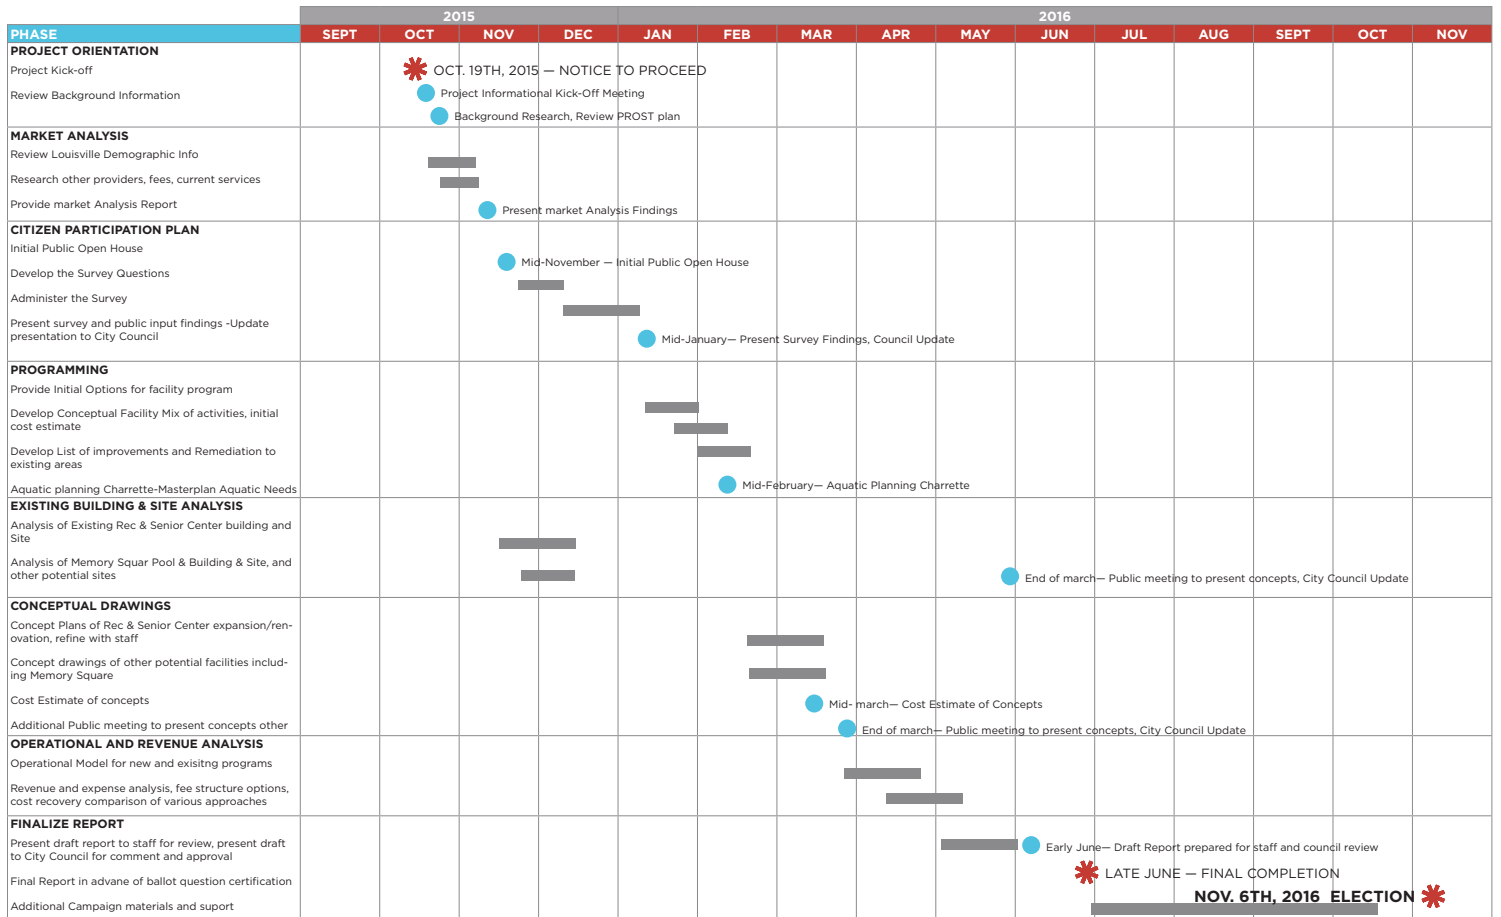 2015 2016
PHASE SEPT OCT NOV DEC JAN FEB MAR APR MAY JUN JUL AUG SEPT OCT NOV
PROJECT ORIENTATION
Project Kick-off
OCT. 19TH, 2015 — NOTICE TO PROCEED
Review Background Information
Project Informational Kick-Off Meeting
Background Research, Review PROST plan
MARKET ANALYSIS
Review Louisville Demographic Info
Research other providers, fees, current services
Provide market Analysis Report
Present market Analysis Findings
CITIZEN PARTICIPATION PLAN
Initial Public Open House
Mid-November — Initial Public Open House
Develop the Survey Questions
Administer the Survey
Present survey and public input findings -Update
presentation to City Council
Mid-January— Present Survey Findings, Council Update
PROGRAMMING
Provide Initial Options for facility program
Develop Conceptual Facility Mix of activities, initial
cost estimate
Develop List of improvements and Remediation to
existing areas
Aquatic planning Charrette-Masterplan Aquatic Needs
Mid-February— Aquatic Planning Charrette
EXISTING BUILDING & SITE ANALYSIS
Analysis of Existing Rec & Senior Center building and
Site
Analysis of Memory Squar Pool & Building & Site, and
other potential sites
End of march— Public meeting to present concepts, City Council Update
CONCEPTUAL DRAWINGS
Concept Plans of Rec & Senior Center expansion/ren-
ovation, refine with staff
Concept drawings of other potential facilities includ-
ing Memory Square
Cost Estimate of concepts
Mid- march— Cost Estimate of Concepts
Additional Public meeting to present concepts other
End of march— Public meeting to present concepts, City Council Update
OPERATIONAL AND REVENUE ANALYSIS
Operational Model for new and exisitng programs
Revenue and expense analysis, fee structure options,
cost recovery comparison of various approaches
FINALIZE REPORT
Present draft report to staff for review, present draft
to City Council for comment and approval
Early June— Draft Report prepared for staff and council review
Final Report in advane of ballot question certification
LATE JUNE — FINAL COMPLETION
Additional Campaign materials and suport
NOV. 6TH, 2016 ELECTION